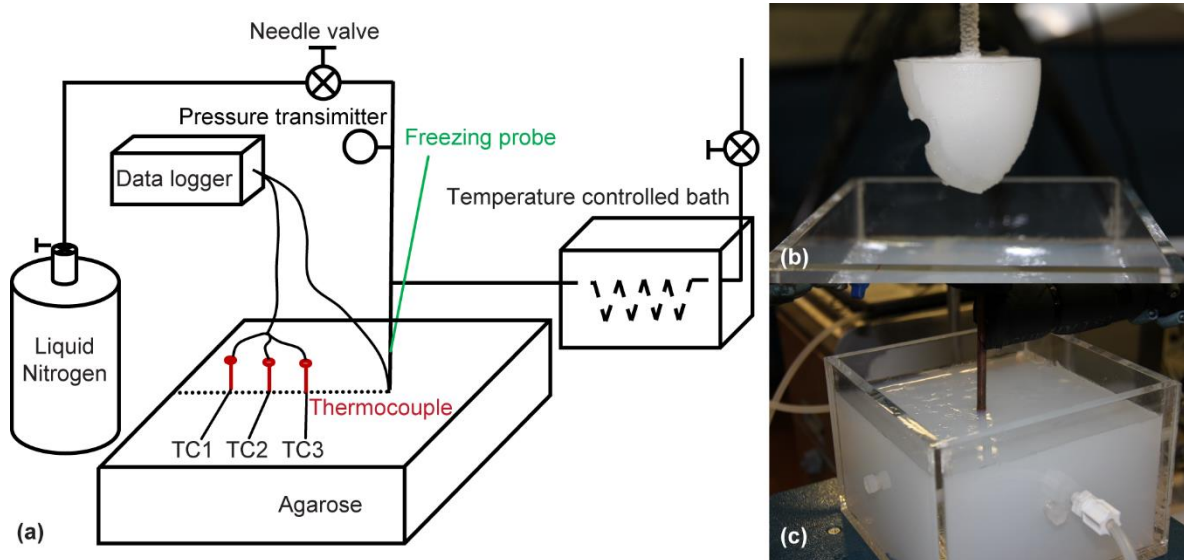 Needle valve
Pressure transimitter
Freezing probe
Data logger
Temperature controlled bath
Liquid
Nitrogen
Thermocouple
TC1 TC2 TC3
Agarose
(a)
(b)
(c)